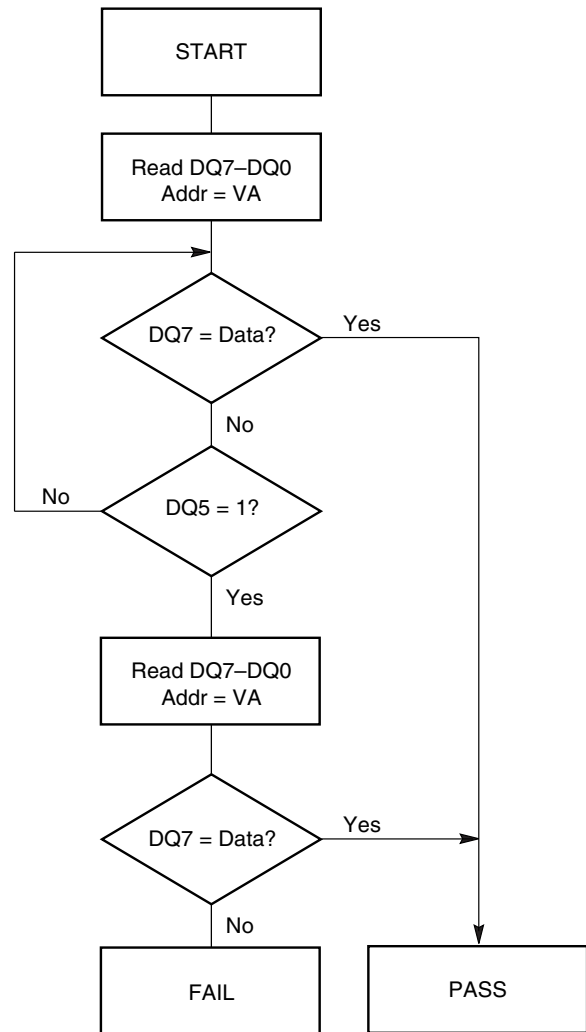 START
Read DQ7–DQ0
Addr = VA
DQ7 = Data?
Yes
No
No
DQ5 = 1?
Yes
Read DQ7–DQ0
Addr = VA
DQ7 = Data?
Yes
No
FAIL
PASS